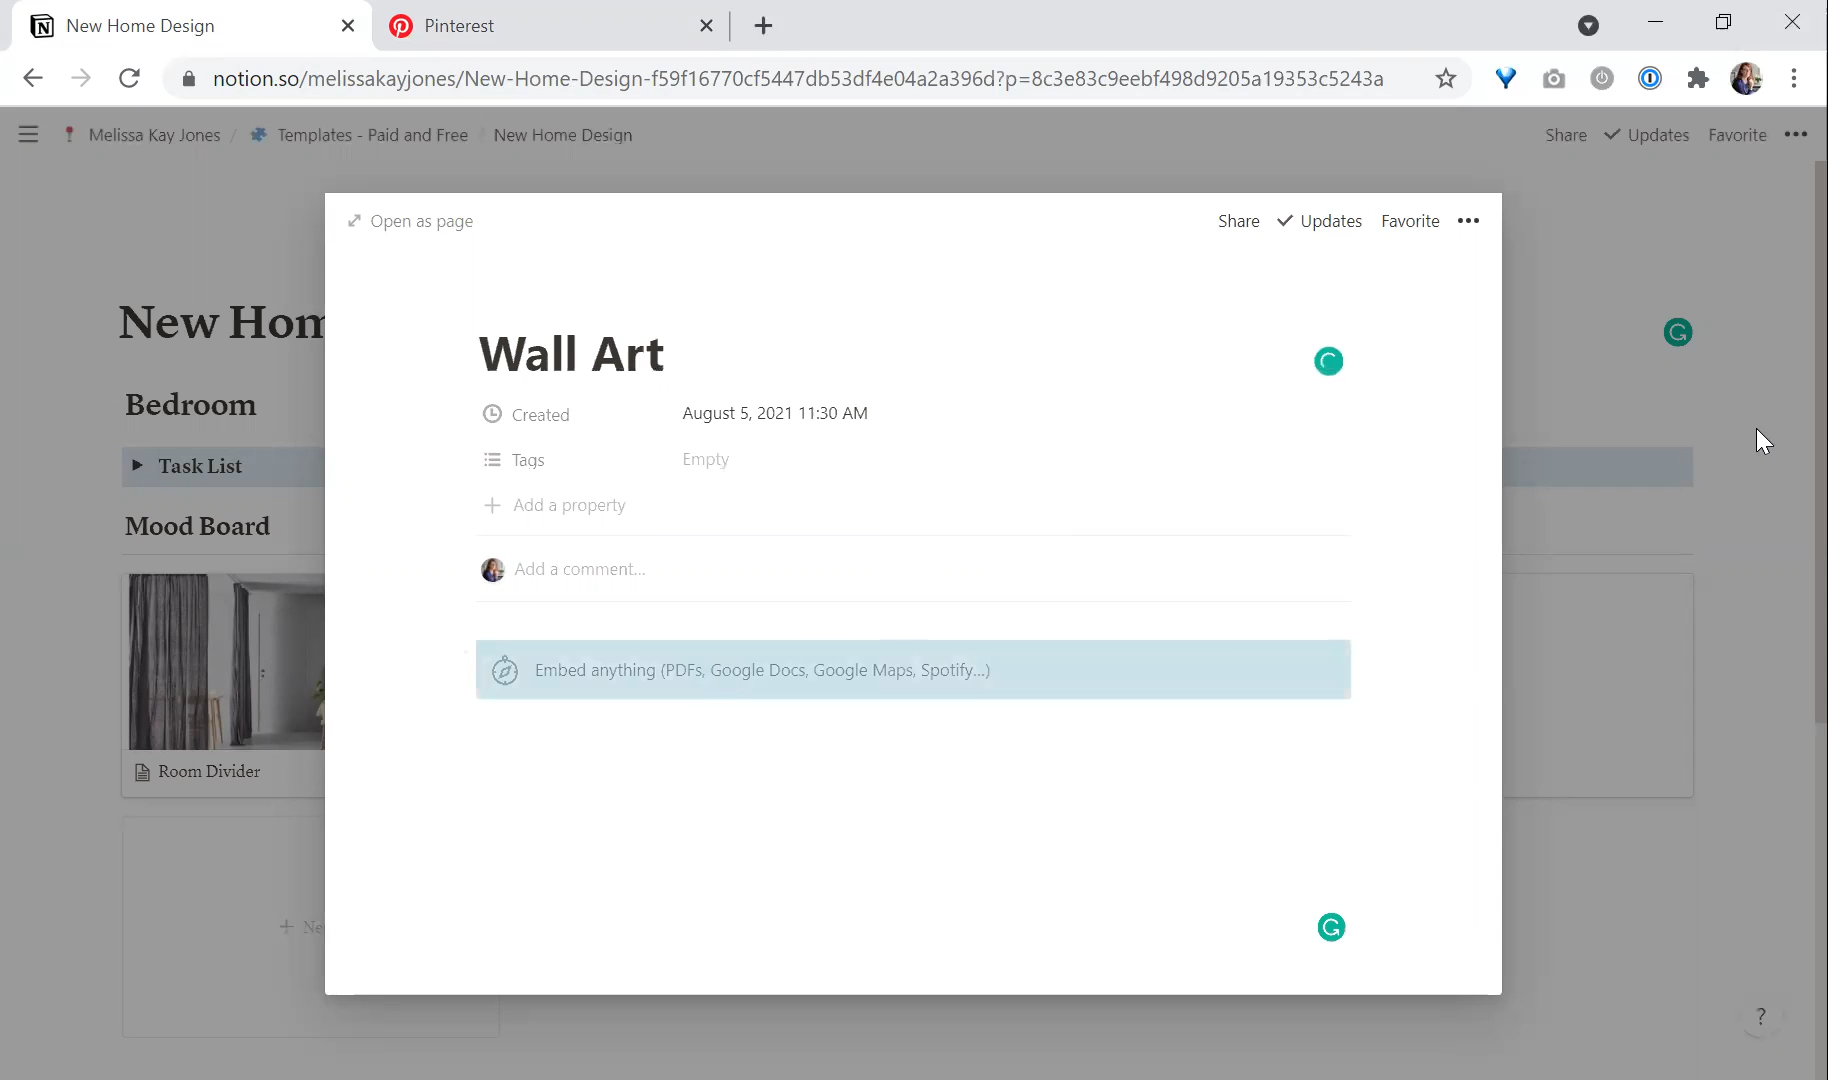 New Home Design
Pinterest
notion.so/melissakayjones/New-Home-Design-f59f16770cf5447db53df4e04a2a396d?p=8c3e83c9eebf498d9205a19353c5243a
Melissa Kay Jones / Templates - Paid and Free / New Home Design
Share Updates Favorite
Open as page
Share Updates Favorite
New Hom
Wall Art
Created August 5, 2021 11:30 AM
Bedroom
Tags Empty
Task List
Add a property
Mood Board
Add a comment...
Embed anything (PDFs, Google Docs, Google Maps, Spotify...)
Room Divider
+ Ne
?